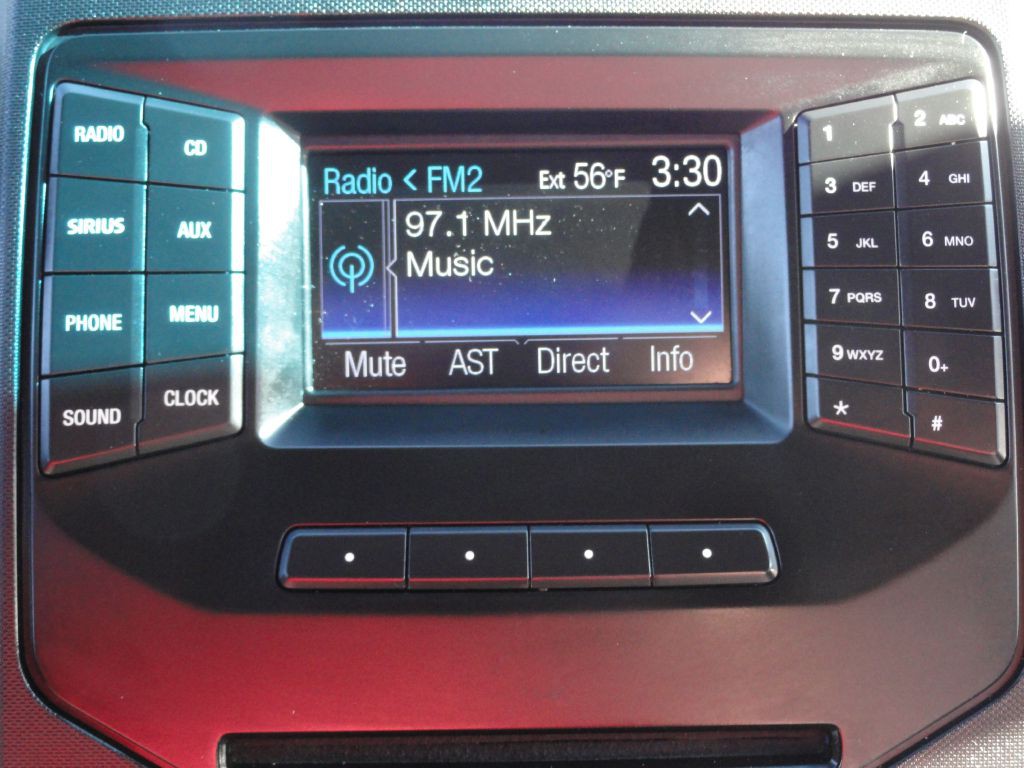 RADIO
CD
SIRIUS
AUX
PHONE
MENU
SOUND
CLOCK
Radio < FM2 Ext 56°F 3:30
97.1 MHz
Music
Mute AST Direct Info
1
2 ABC
3 DEF
4 GHI
5 JKL
6 MNO
7 PQRS
8 TUV
9 WXYZ
0+
*
#